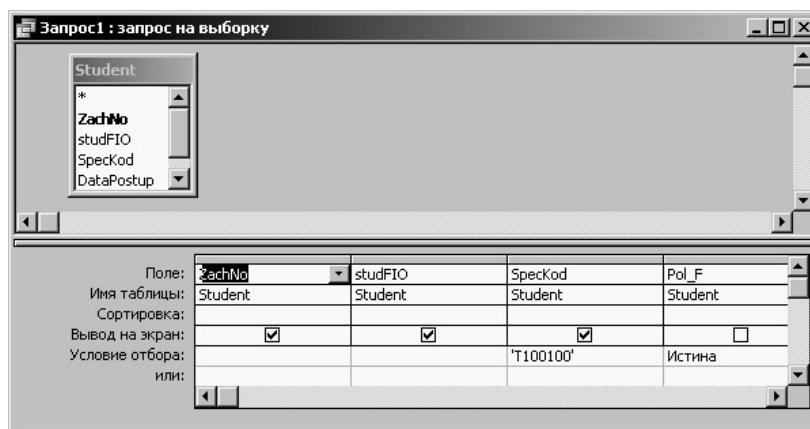 Запрос1 : запрос на выборку
Student
*
ZachNo
studFIO
SpecKod
DataPostup
Поле: ZachNo studFIO SpecKod Pol_F
Имя таблицы: Student Student Student Student
Сортировка:
Вывод на экран:
Условие отбора: 'T100100' Истина
или: